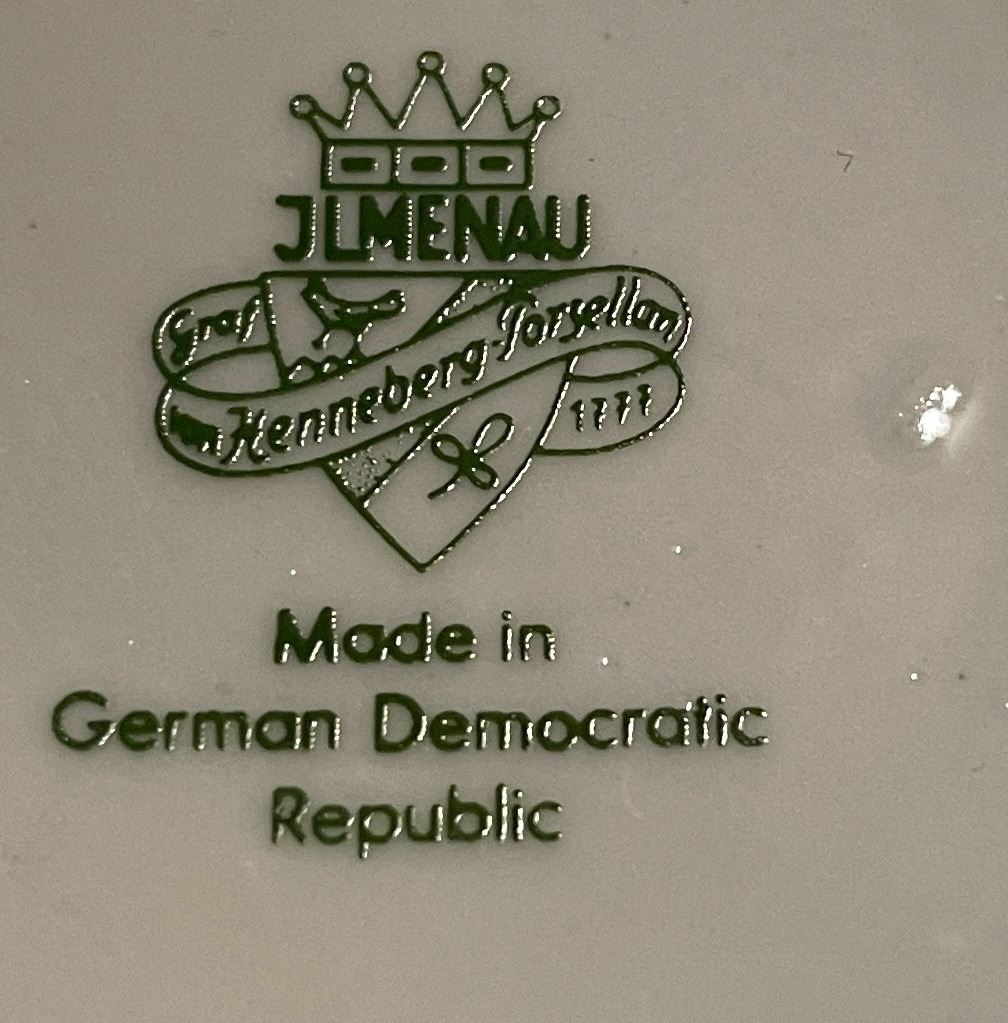 JLMENAU
Graf
von Henneberg-Porzellan
1777
Made in
German Democratic
Republic